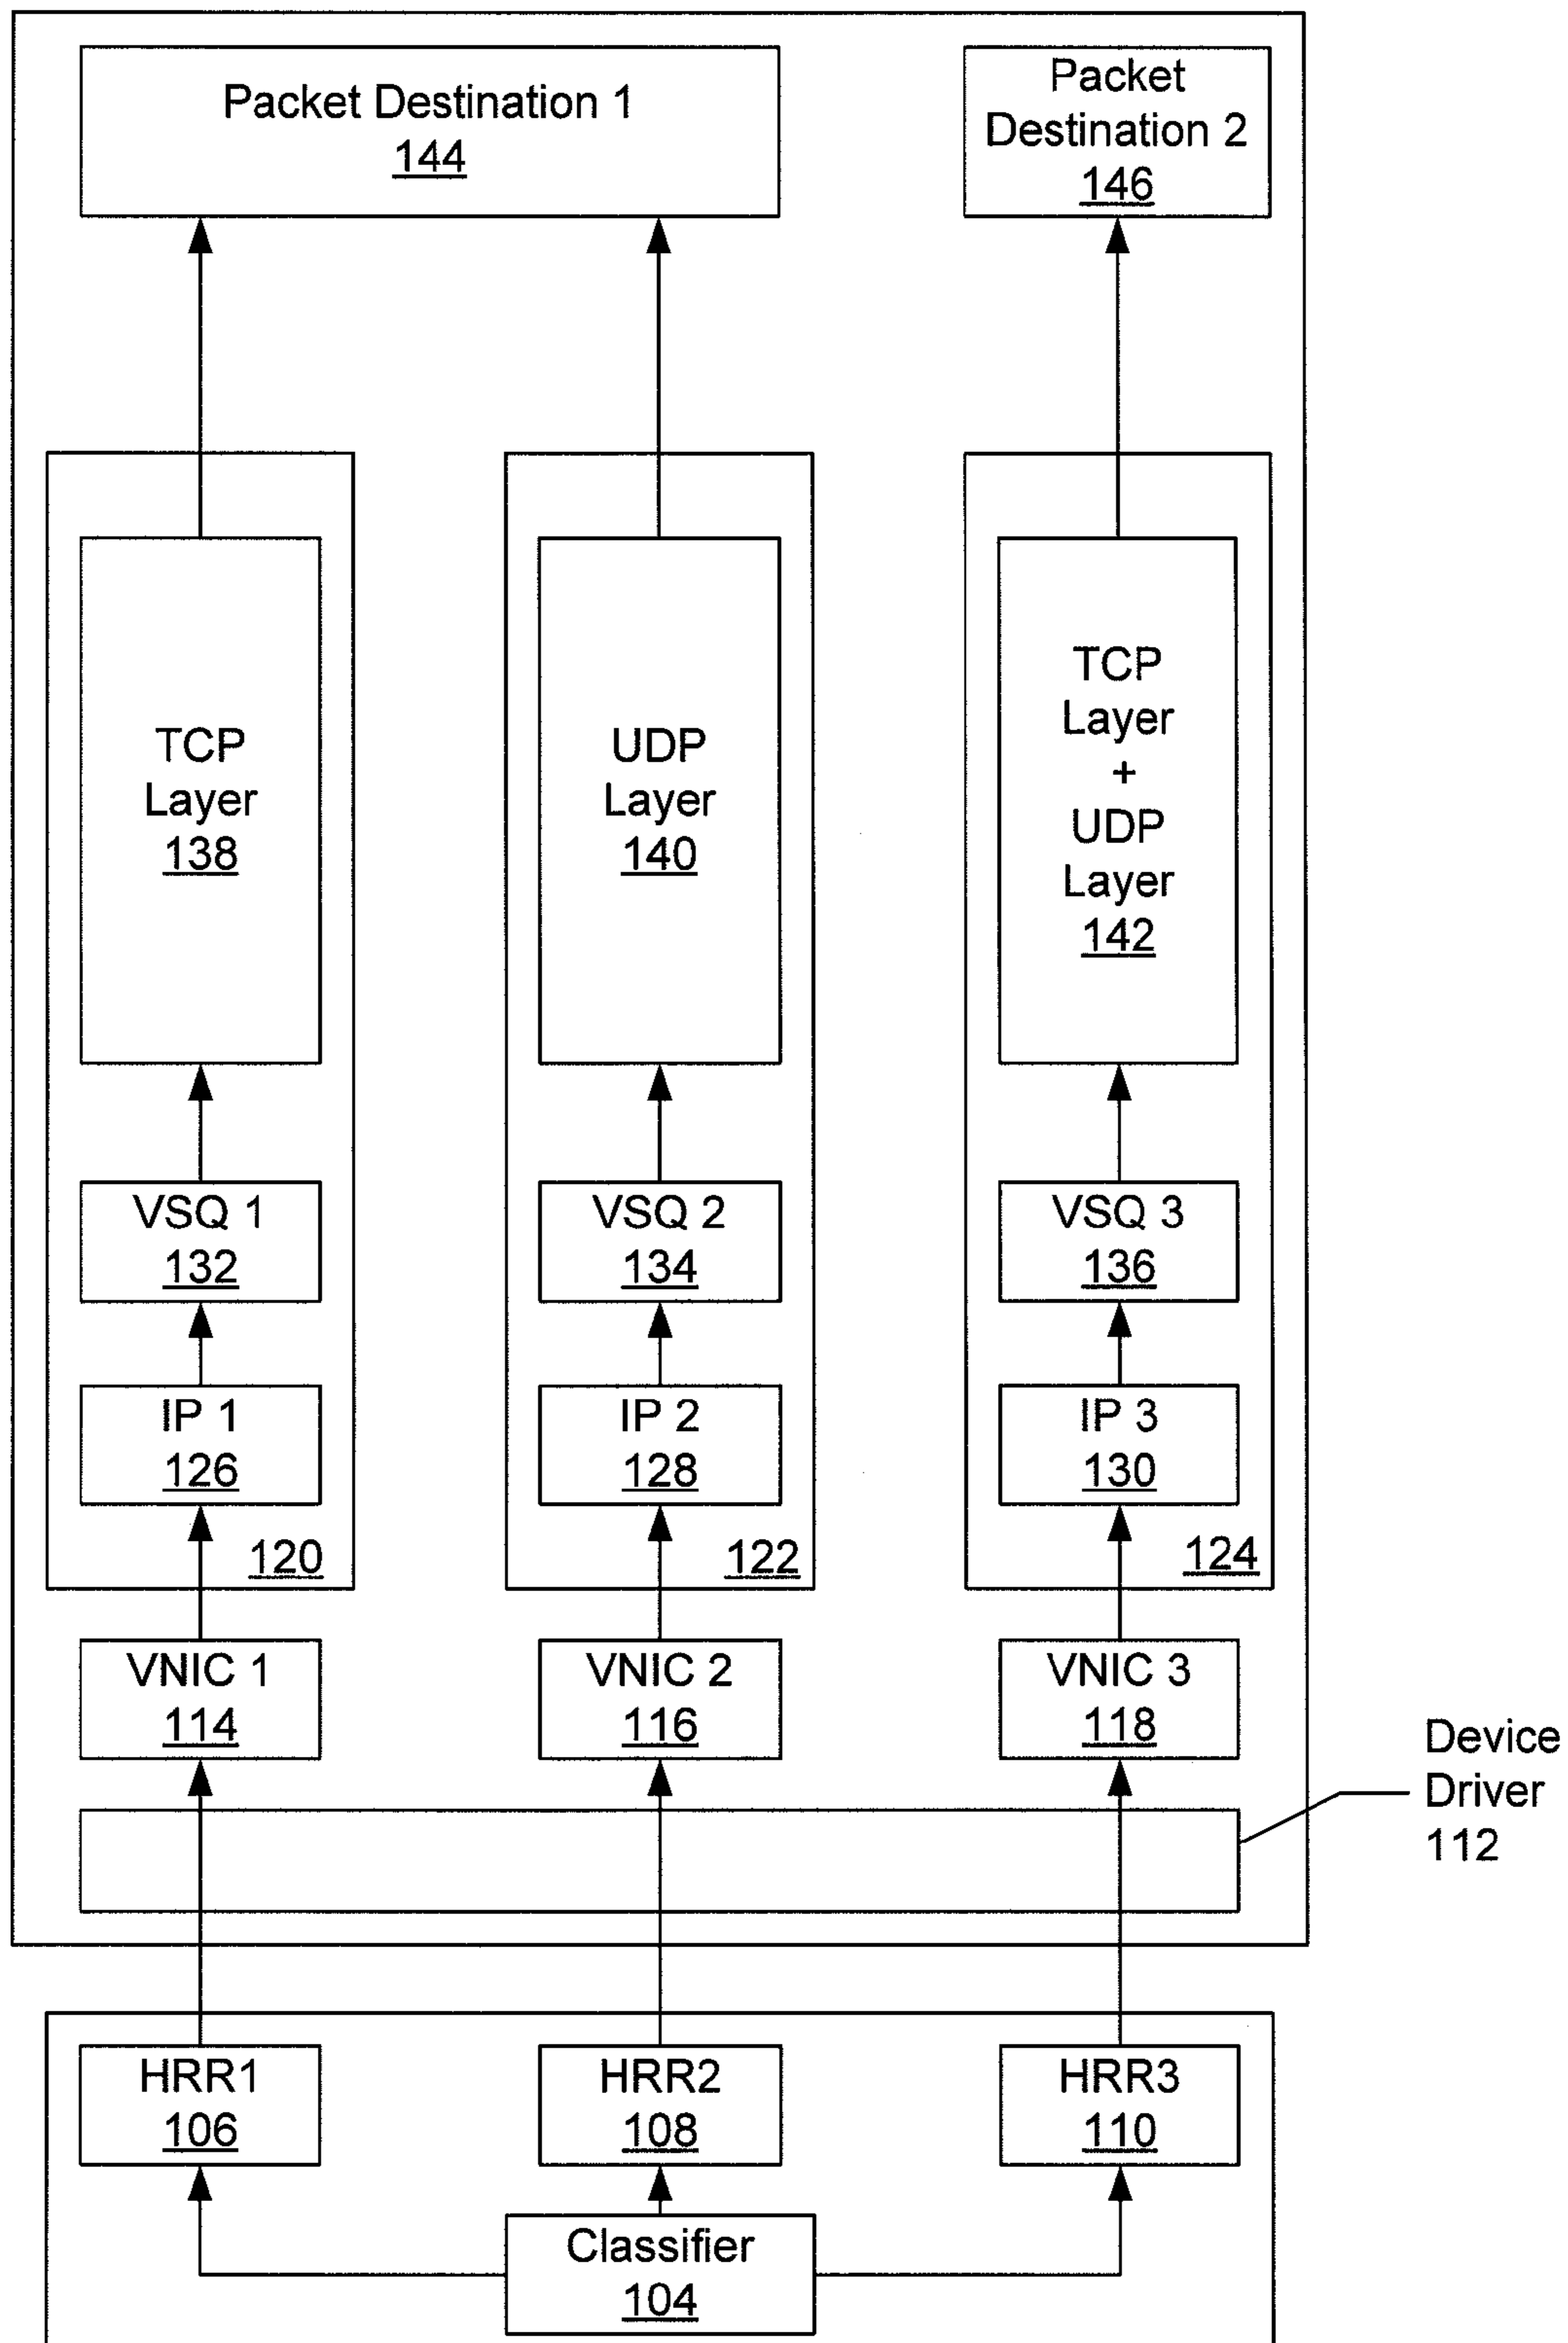 Packet Destination 1
144
Packet
Destination 2
146
TCP
Layer
138
UDP
Layer
140
TCP
Layer
+
UDP
Layer
142
VSQ 1
132
VSQ 2
134
VSQ 3
136
IP 1
126
IP 2
128
IP 3
130
120
122
124
VNIC 1
114
VNIC 2
116
VNIC 3
118
Device
Driver
112
HRR1
106
HRR2
108
HRR3
110
Classifier
104